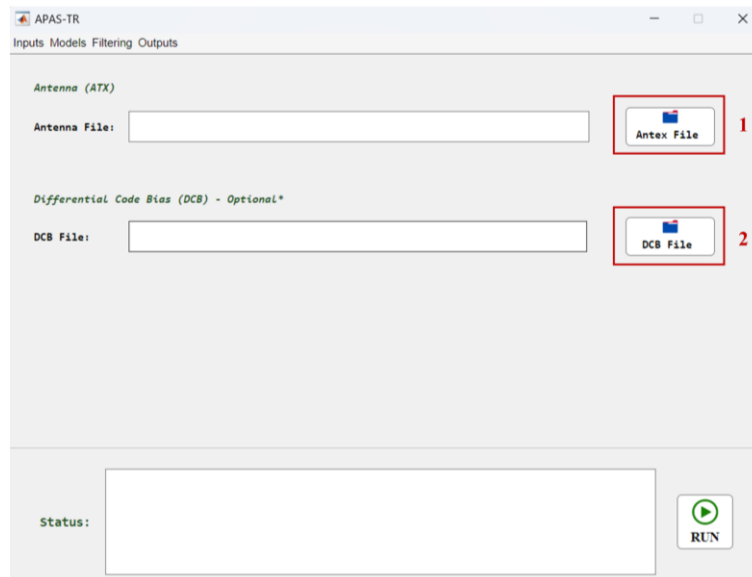 APAS-TR
Inputs Models Filtering Outputs
Antenna (ATX)
Antenna File:
Antex File
1
Differential Code Bias (DCB) - Optional*
DCB File:
DCB File
2
Status:
RUN